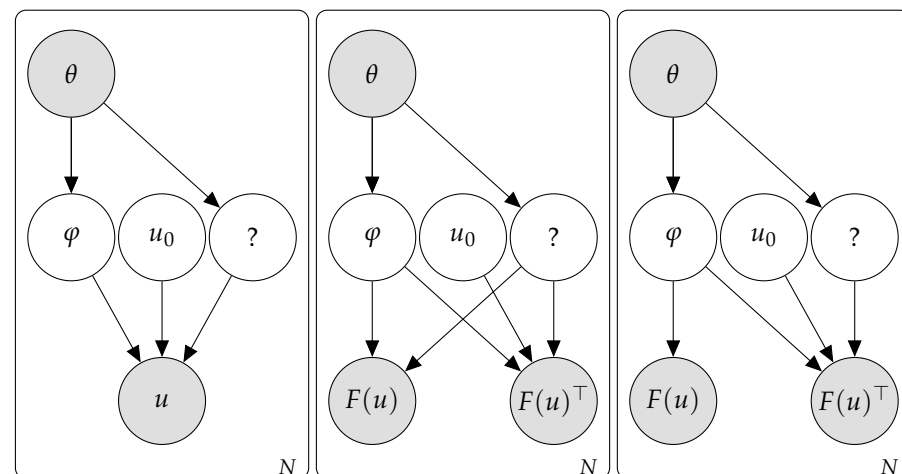 θ θ θ
φ u₀ ? φ u₀ ? φ u₀ ?
u F(u) F(u)⊤ F(u) F(u)⊤
N N N